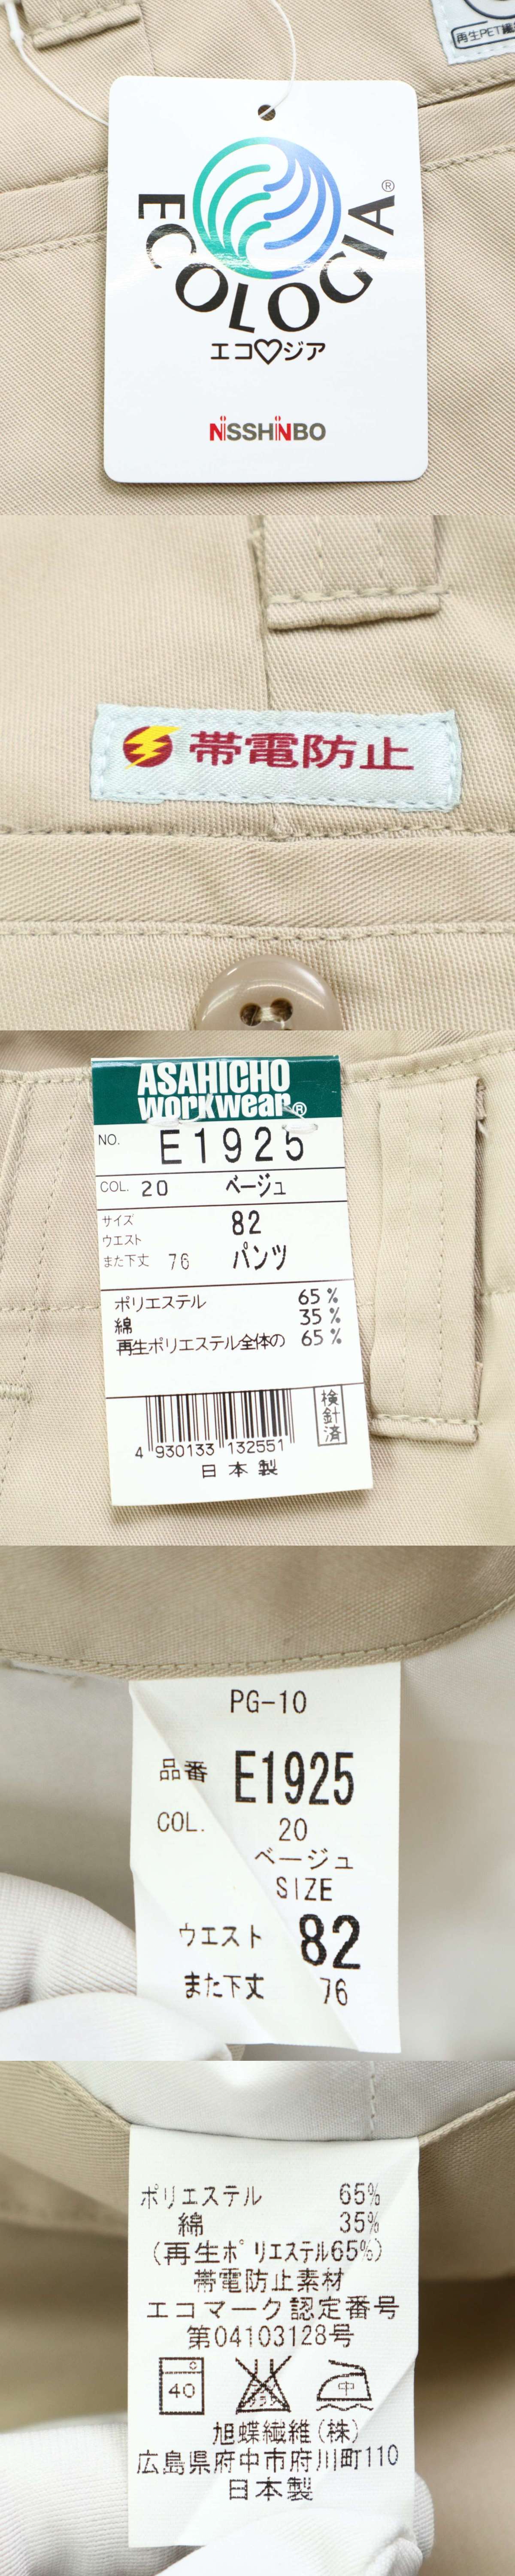 再生PET繊
ECOLOGIA®
エコ♡ジア
NISSHINBO
帯電防止
ASAHICHO
WORKWEAR®
NO. E1925
COL. 20 ベージュ
サイズ 82
ウエスト
また下丈 76 パンツ
ポリエステル 65%
綿 35%
再生ポリエステル全体の 65%
検針済
4 930133 132551
日本製
PG-10
品番 E1925
COL. 20
ベージュ
SIZE
ウエスト 82
また下丈 76
ポリエステル 65%
綿 35%
(再生ポリエステル65%)
帯電防止素材
エコマーク認定番号
第04103128号
40 中
旭蝶繊維(株)
広島県府中市府川町110
日本製